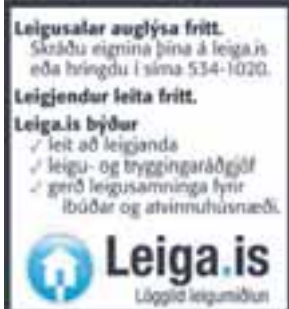 Leigusalar auglýsa frítt.
Skráðu eignina þína á leiga.is
eða hringdu í síma 534-1020.
Leigjendur leita frítt.
Leiga.is býður
✓ leit að leigjanda
✓ leigu- og tryggingaráðgjöf
✓ gerð leigusamninga fyrir
íbúðar og atvinnuhúsnæði.
Leiga.is
Löggild leigumiðlun